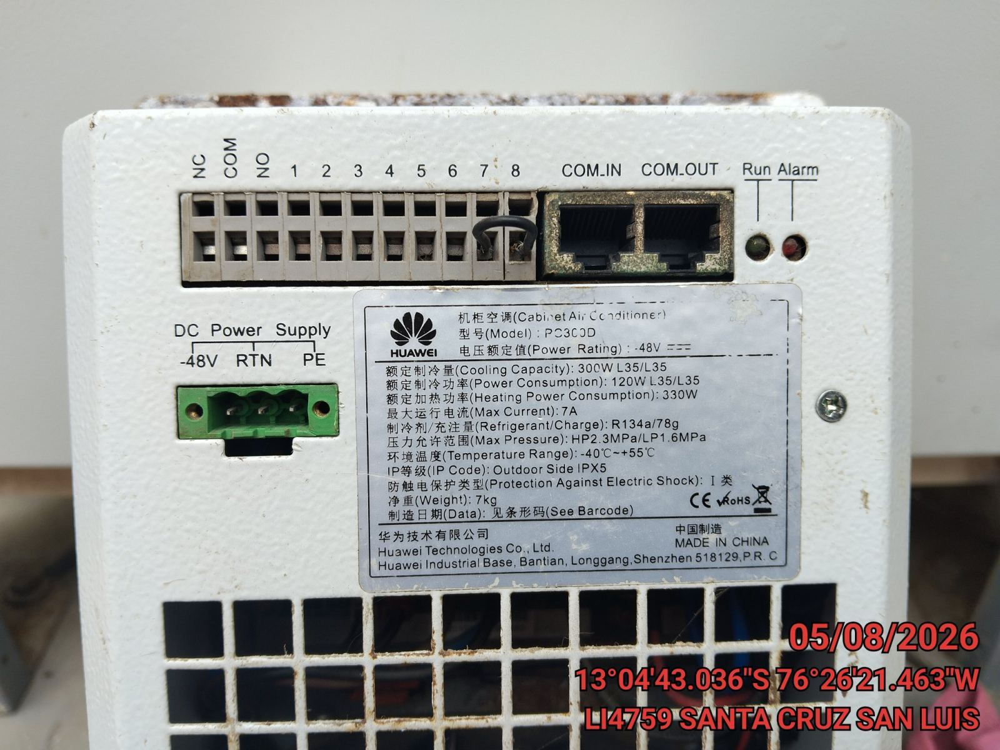 NC COM NO 1 2 3 4 5 6 7 8 COM_IN COM_OUT Run Alarm
DC Power Supply
-48V RTN PE
HUAWEI
机柜空调(Cabinet Air Conditioner)
型号(Model) : PC300D
电压额定值(Power Rating) : -48V ⎓
额定制冷量(Cooling Capacity): 300W L35/L35
额定制冷功率(Power Consumption): 120W L35/L35
额定加热功率(Heating Power Consumption): 330W
最大运行电流(Max Current): 7A
制冷剂/充注量(Refrigerant/Charge): R134a/78g
压力允许范围(Max Pressure): HP2.3MPa/LP1.6MPa
环境温度(Temperature Range): -40℃~+55℃
IP等级(IP Code): Outdoor Side IPX5
防触电保护类型(Protection Against Electric Shock): I 类
净重(Weight): 7kg
CE RoHS
制造日期(Data): 见条形码(See Barcode)
华为技术有限公司
中国制造
Huawei Technologies Co., Ltd.
MADE IN CHINA
Huawei Industrial Base, Bantian, Longgang, Shenzhen 518129, P.R. C
05/08/2026
13°04'43.036"S 76°26'21.463"W
LI4759 SANTA CRUZ SAN LUIS